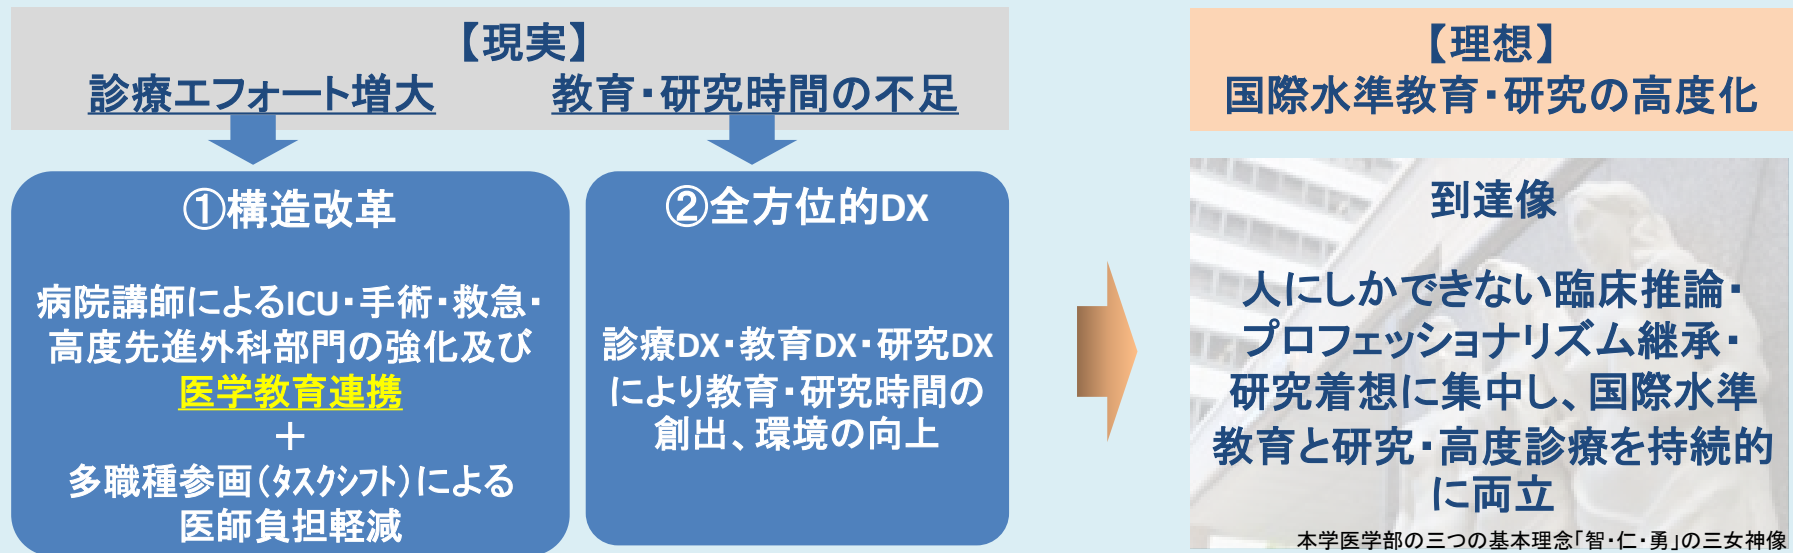 【現実】
診療エフォート増大 教育・研究時間の不足
①構造改革
病院講師によるICU・手術・救急・
高度先進外科部門の強化及び
医学教育連携
＋
多職種参画（ﾀｽｸｼﾌﾄ）による
医師負担軽減
②全方位的DX
診療DX・教育DX・研究DX
により教育・研究時間の
創出、環境の向上
【理想】
国際水準教育・研究の高度化
到達像
人にしかできない臨床推論・
プロフェッショナリズム継承・
研究着想に集中し、国際水準
教育と研究・高度診療を持続的
に両立
本学医学部の三つの基本理念「智・仁・勇」の三女神像